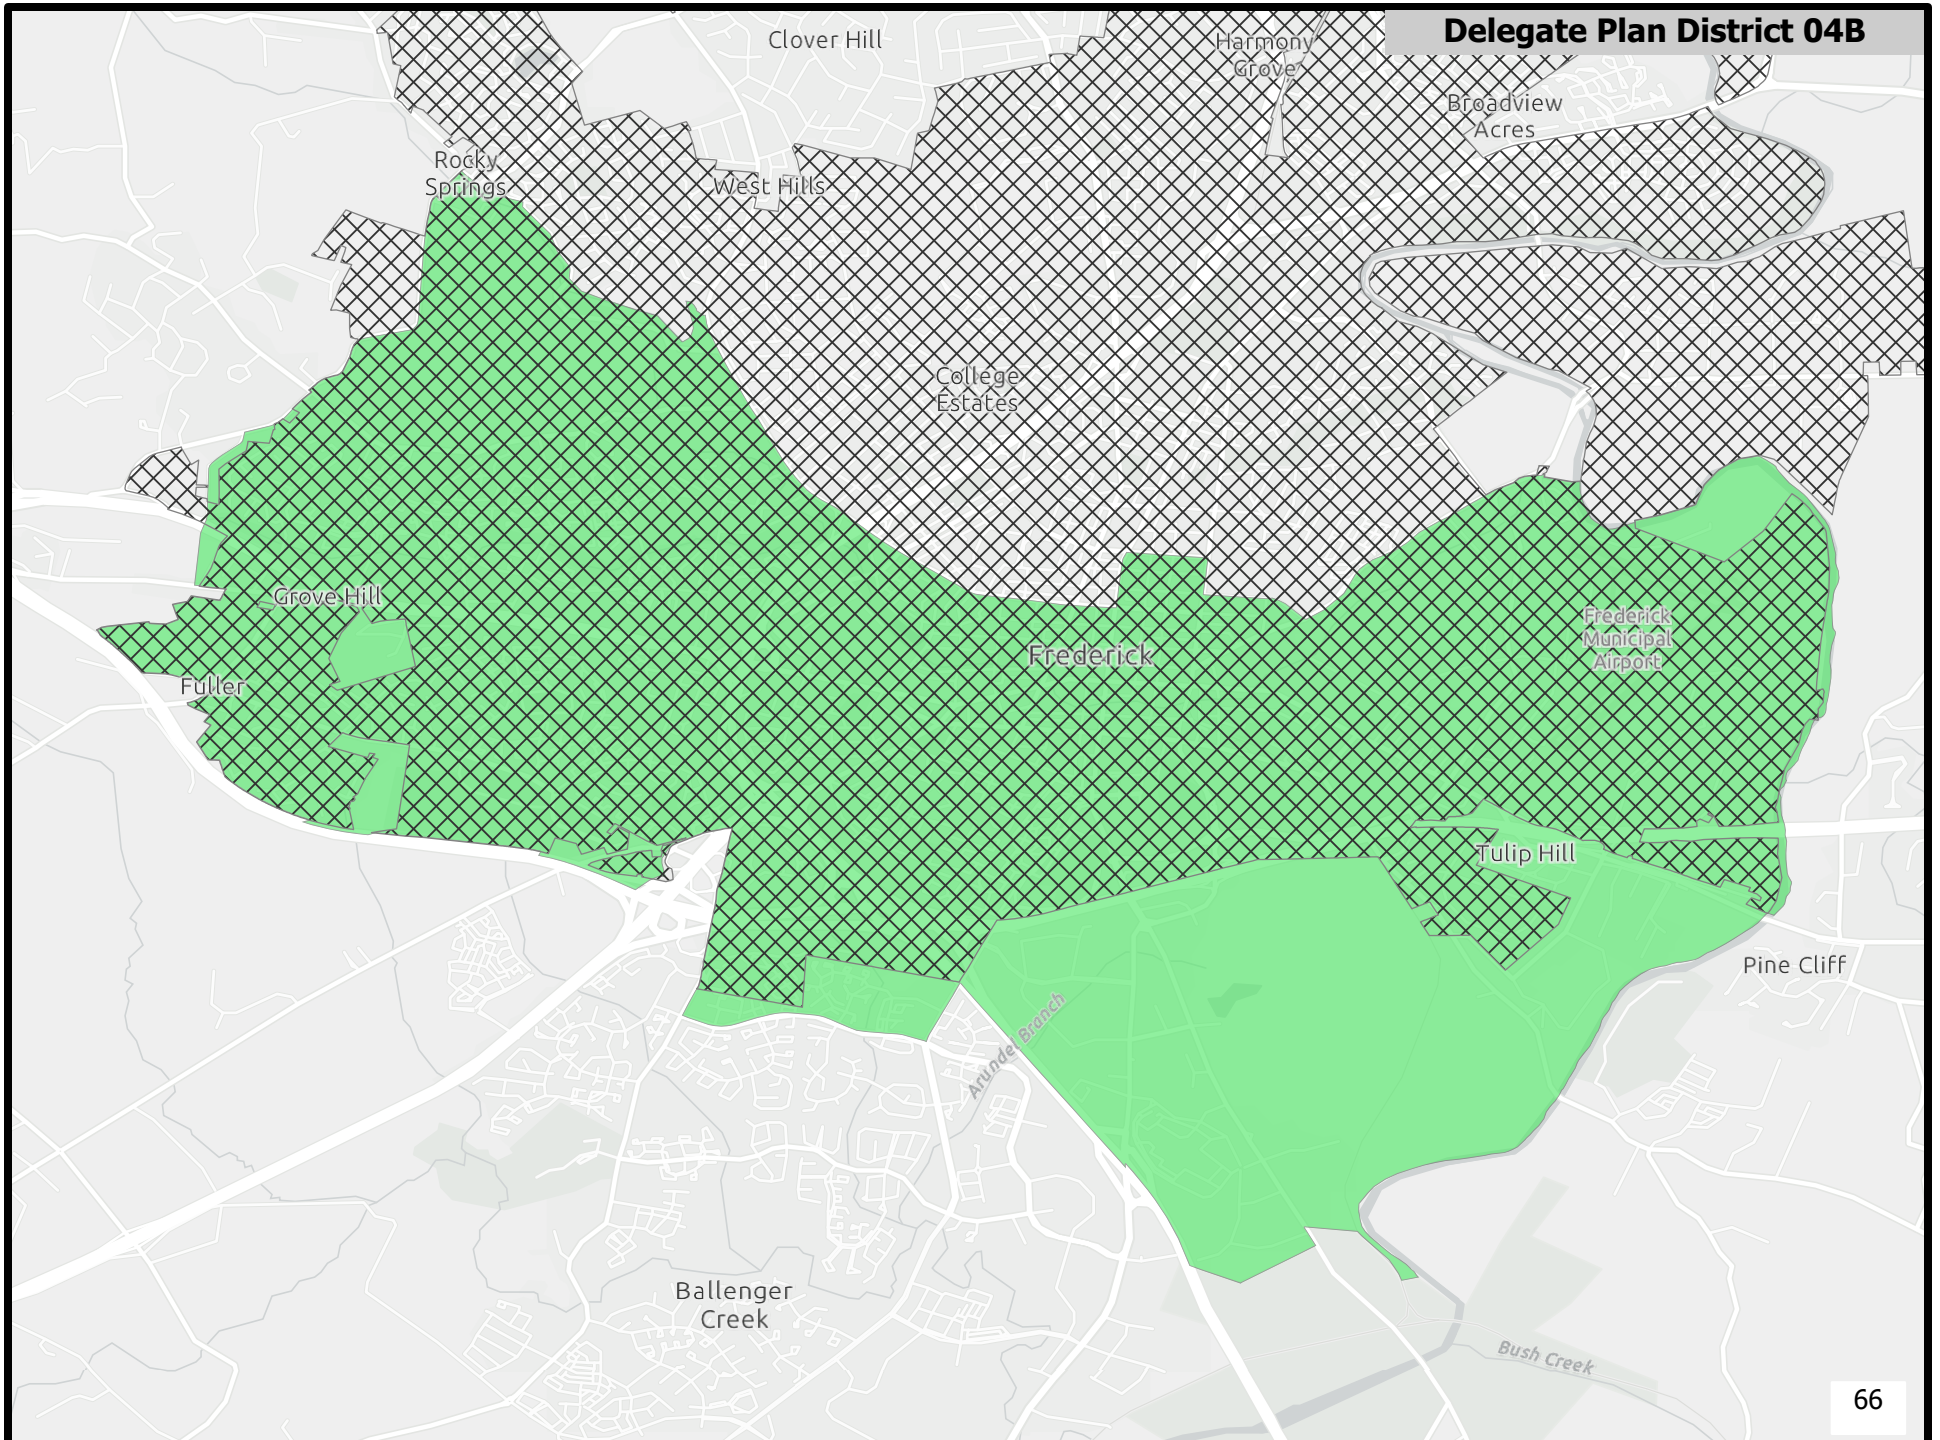 Delegate Plan District 04B
Clover Hill
Harmony
Grove
Broadview
Acres
Rocky
Springs
West Hills
College
Estates
Grove Hill
Frederick
Municipal
Airport
Frederick
Fuller
Tulip Hill
Pine Cliff
Arundel Branch
Ballenger
Creek
Bush Creek
66